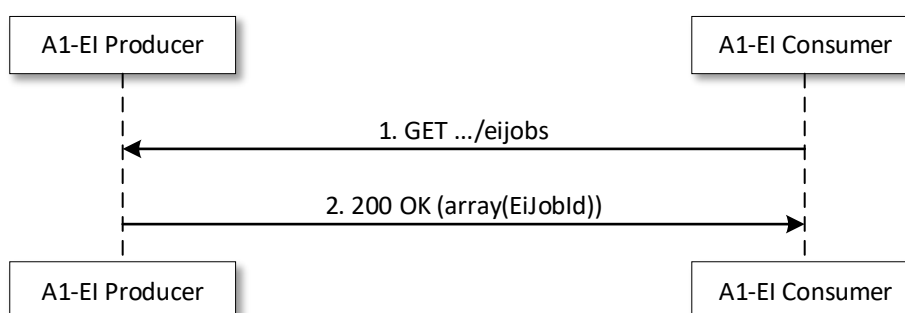 A1-EI Producer
A1-EI Consumer
1. GET .../eijobs
2. 200 OK (array(EiJobId))
A1-EI Producer
A1-EI Consumer